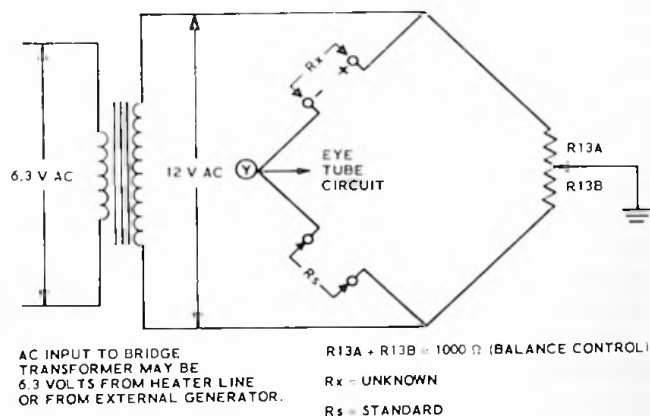 Rx
- +
R13A
R13B
6.3 V AC
12 V AC
Y
EYE
TUBE
CIRCUIT
Rs
AC INPUT TO BRIDGE
TRANSFORMER MAY BE
6.3 VOLTS FROM HEATER LINE
OR FROM EXTERNAL GENERATOR.
R13A + R13B = 1000 Ω (BALANCE CONTROL)
Rx = UNKNOWN
Rs = STANDARD